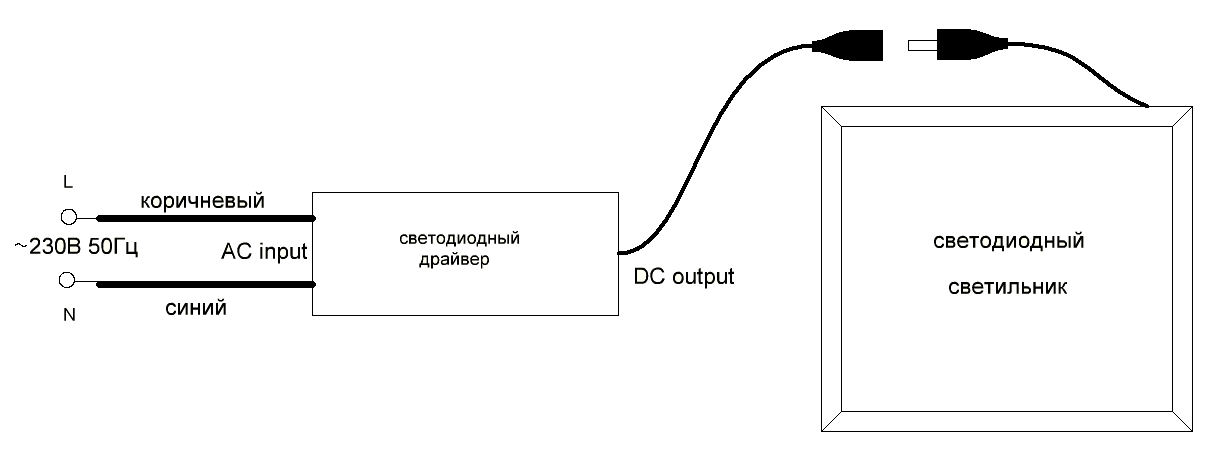 L
коричневый
~230В 50Гц
AC input
N
синий
светодиодный
драйвер
DC output
светодиодный
светильник